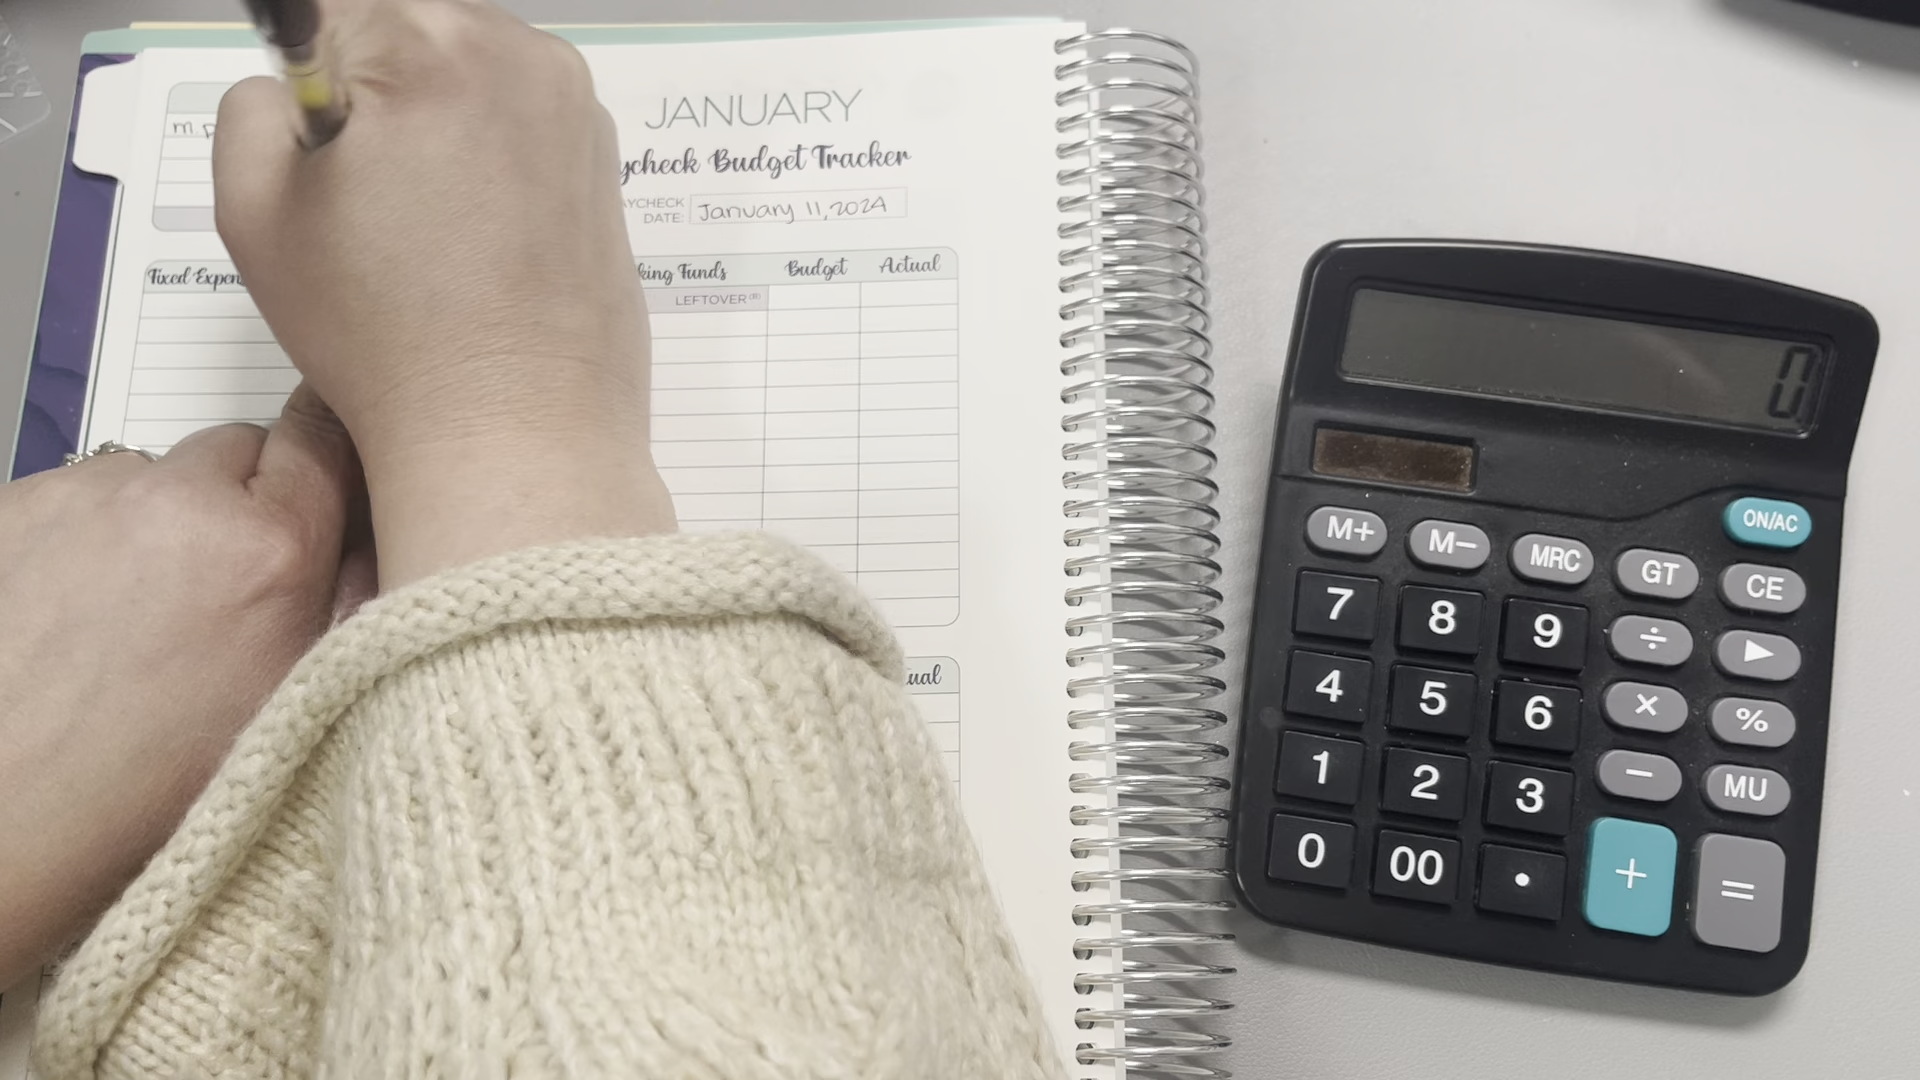 JANUARY
ycheck Budget Tracker
YCHECK
DATE: January 11, 2024
m.p
Fixed Expen
king Funds Budget Actual
LEFTOVER (B)
ual
0
ON/AC
M+ M− MRC GT CE
7 8 9 ÷ ▶
4 5 6 × %
1 2 3 − MU
0 00 . + =